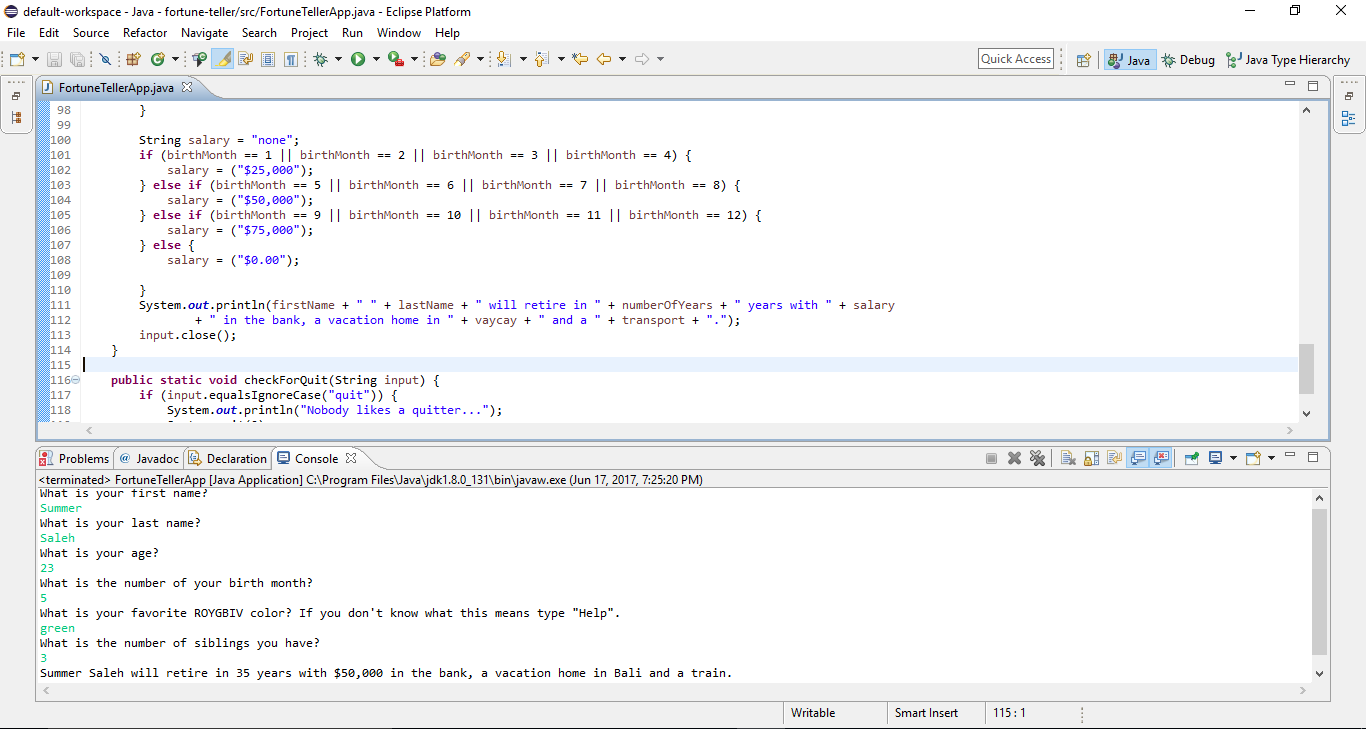 default-workspace - Java - fortune-teller/src/FortuneTellerApp.java - Eclipse Platform
File Edit Source Refactor Navigate Search Project Run Window Help
Quick Access Java Debug Java Type Hierarchy
FortuneTellerApp.java
98 }
99
100 String salary = "none";
101 if (birthMonth == 1 || birthMonth == 2 || birthMonth == 3 || birthMonth == 4) {
102 salary = ("$25,000");
103 } else if (birthMonth == 5 || birthMonth == 6 || birthMonth == 7 || birthMonth == 8) {
104 salary = ("$50,000");
105 } else if (birthMonth == 9 || birthMonth == 10 || birthMonth == 11 || birthMonth == 12) {
106 salary = ("$75,000");
107 } else {
108 salary = ("$0.00");
109
110 }
111 System.out.println(firstName + " " + lastName + " will retire in " + numberOfYears + " years with " + salary
112 + " in the bank, a vacation home in " + vaycay + " and a " + transport + ".");
113 input.close();
114 }
115
116 public static void checkForQuit(String input) {
117 if (input.equalsIgnoreCase("quit")) {
118 System.out.println("Nobody likes a quitter...");
Problems @ Javadoc Declaration Console
<terminated> FortuneTellerApp [Java Application] C:\Program Files\Java\jdk1.8.0_131\bin\javaw.exe (Jun 17, 2017, 7:25:20 PM)
What is your first name?
Summer
What is your last name?
Saleh
What is your age?
23
What is the number of your birth month?
5
What is your favorite ROYGBIV color? If you don't know what this means type "Help".
green
What is the number of siblings you have?
3
Summer Saleh will retire in 35 years with $50,000 in the bank, a vacation home in Bali and a train.
Writable Smart Insert 115 : 1